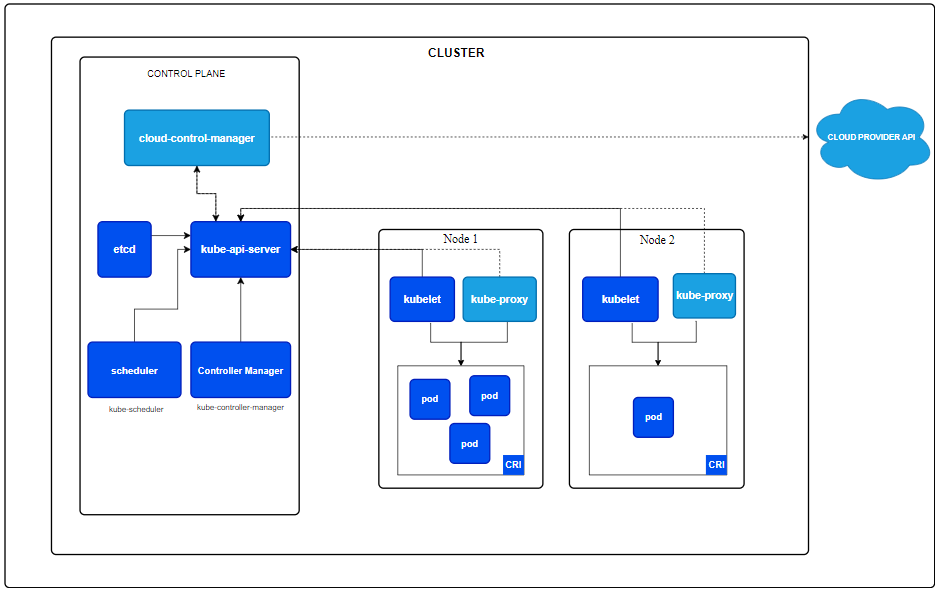 CLUSTER
CONTROL PLANE
cloud-control-manager
CLOUD PROVIDER API
etcd
kube-api-server
scheduler
kube-scheduler
Controller Manager
kube-controller-manager
Node 1
kubelet
kube-proxy
pod
pod
pod
CRI
Node 2
kubelet
kube-proxy
pod
CRI